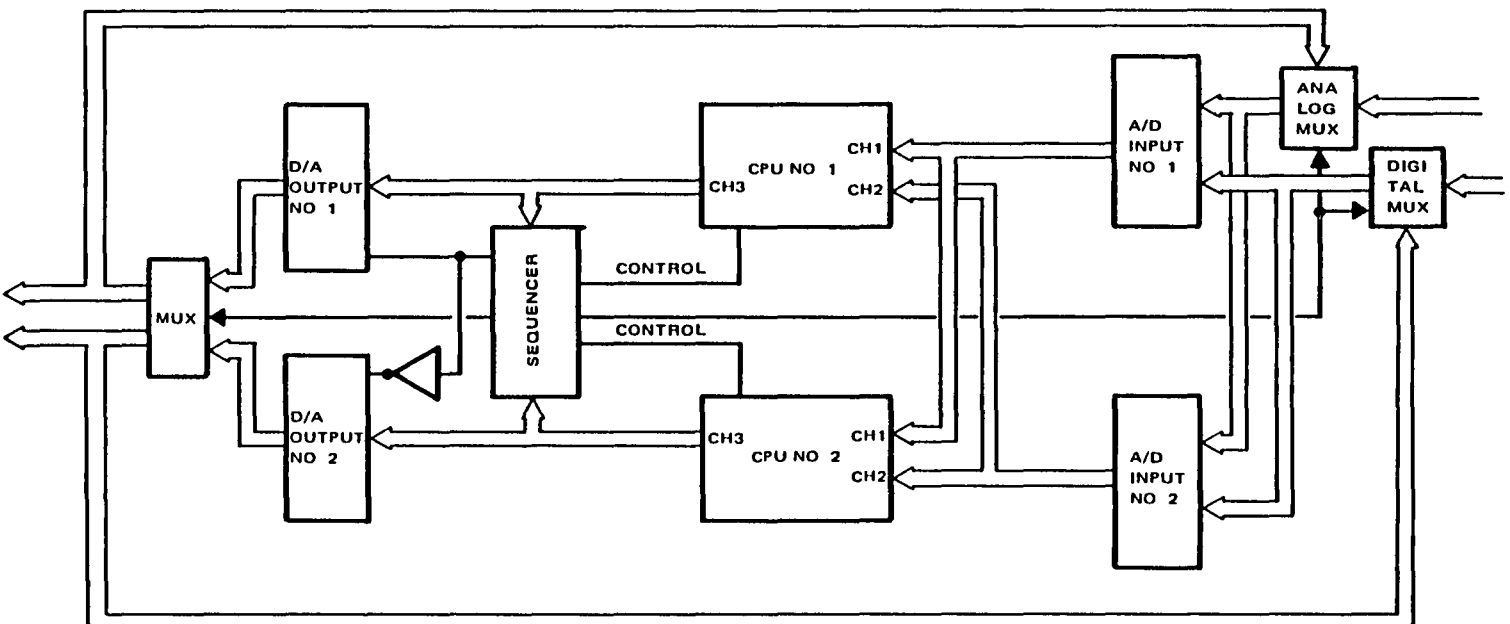 ANA
LOG
MUX
A/D
INPUT
NO 1
DIGI
TAL
MUX
D/A
OUTPUT
NO 1
CPU NO 1
CH1
CH2
CH3
CONTROL
SEQUENCER
MUX
CONTROL
D/A
OUTPUT
NO 2
CH3
CPU NO 2
CH1
CH2
A/D
INPUT
NO 2